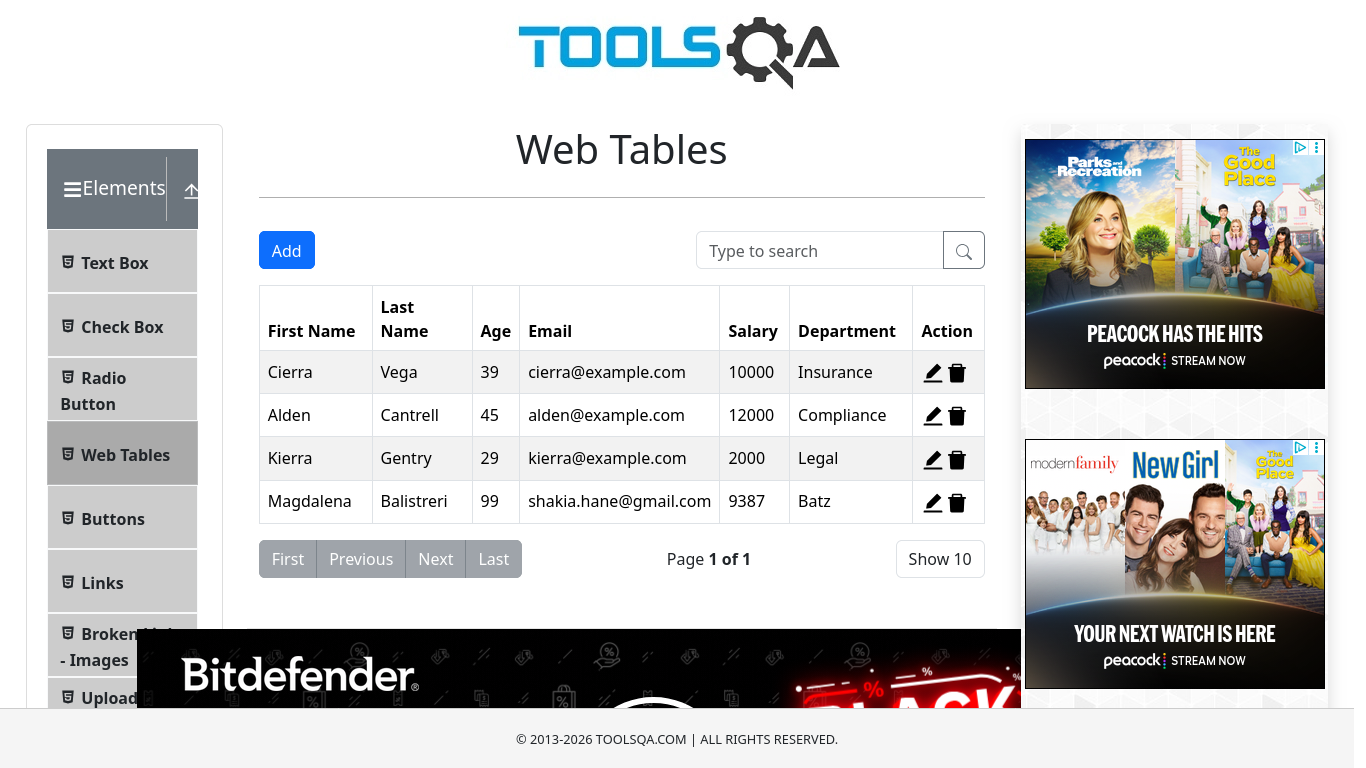 TOOLSQA
Elements
Text Box
Check Box
Radio
Button
Web Tables
Buttons
Links
Broken
- Images
Upload
Web Tables
Add
Type to search
First Name Last Name Age Email Salary Department Action
Cierra Vega 39 cierra@example.com 10000 Insurance
Alden Cantrell 45 alden@example.com 12000 Compliance
Kierra Gentry 29 kierra@example.com 2000 Legal
Magdalena Balistreri 99 shakia.hane@gmail.com 9387 Batz
First Previous Next Last Page 1 of 1 Show 10
Parks and
Recreation
The
Good
Place
PEACOCK HAS THE HITS
peacock STREAM NOW
modern family
New Girl
The
Good
Place
YOUR NEXT WATCH IS HERE
peacock STREAM NOW
Bitdefender®
BLACK
© 2013-2026 TOOLSQA.COM | ALL RIGHTS RESERVED.